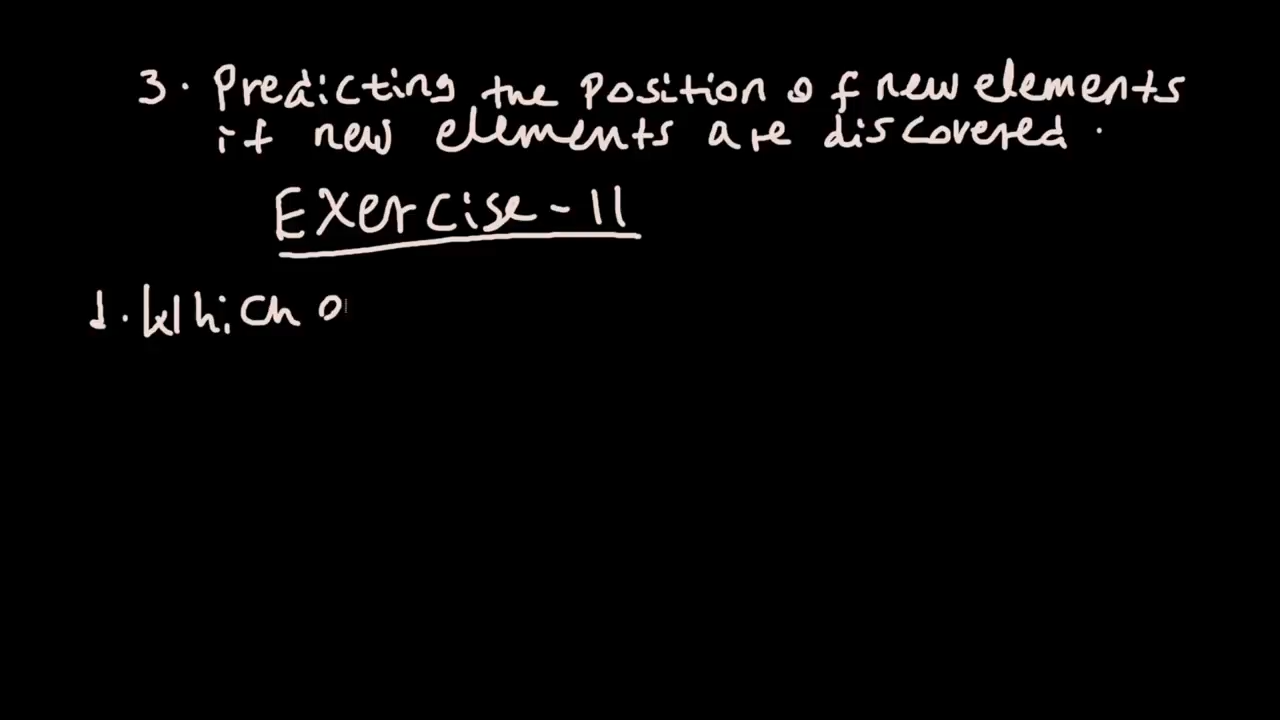 3. Predicting the Position of new elements
if new elements are discovered.
Exercise-11
1. Which o